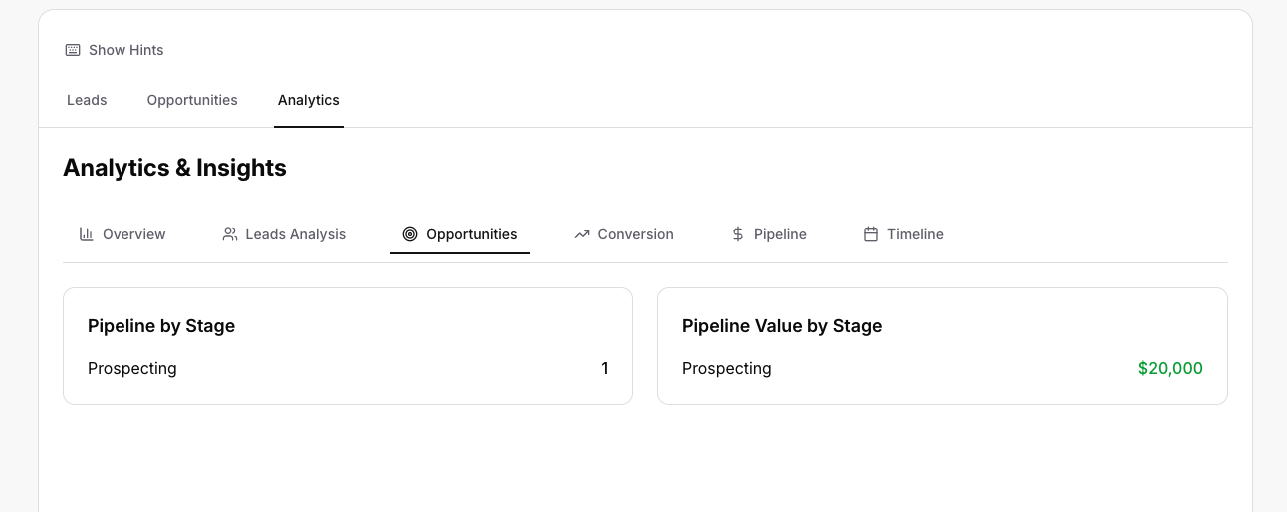 Show Hints
Leads Opportunities Analytics
Analytics & Insights
Overview Leads Analysis Opportunities Conversion Pipeline Timeline
Pipeline by Stage
Prospecting 1
Pipeline Value by Stage
Prospecting $20,000